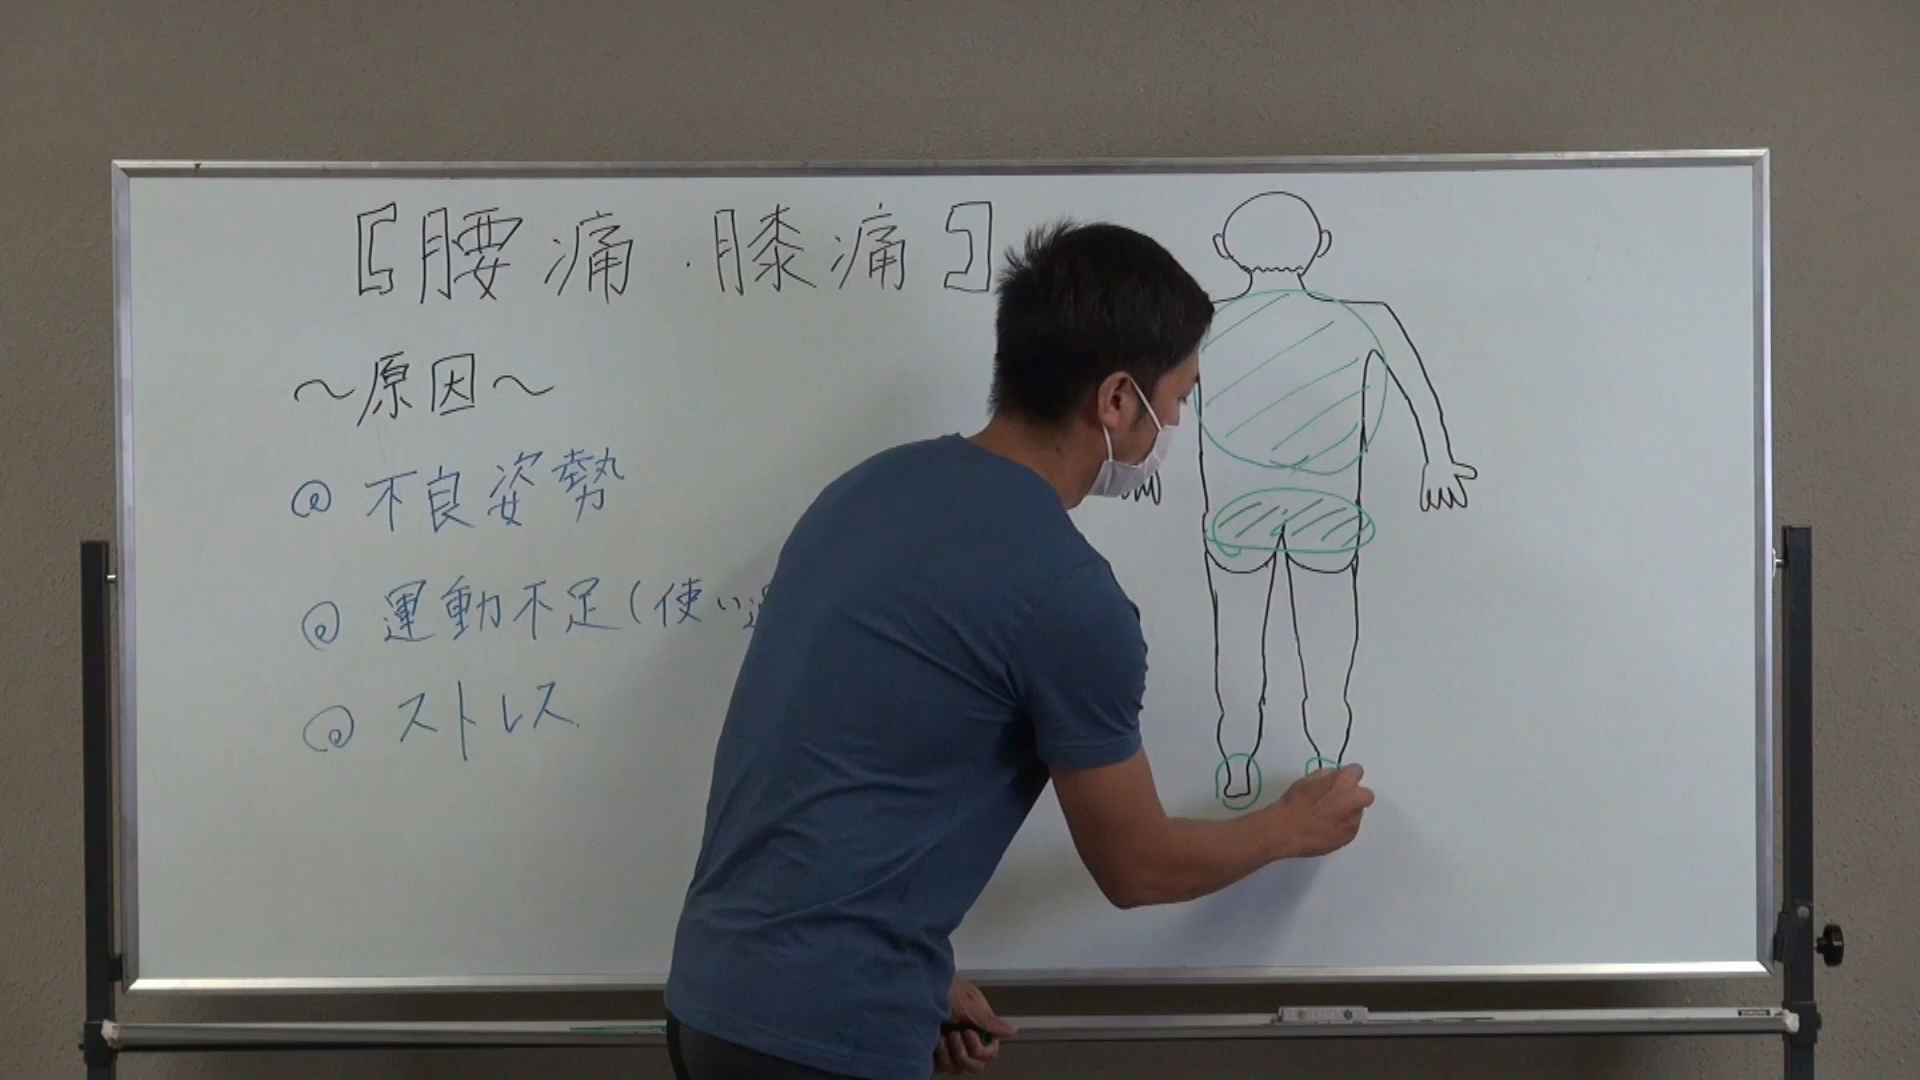 〖腰痛・膝痛〗
～原因～
◎ 不良姿勢
◎ 運動不足(使い
◎ ストレス